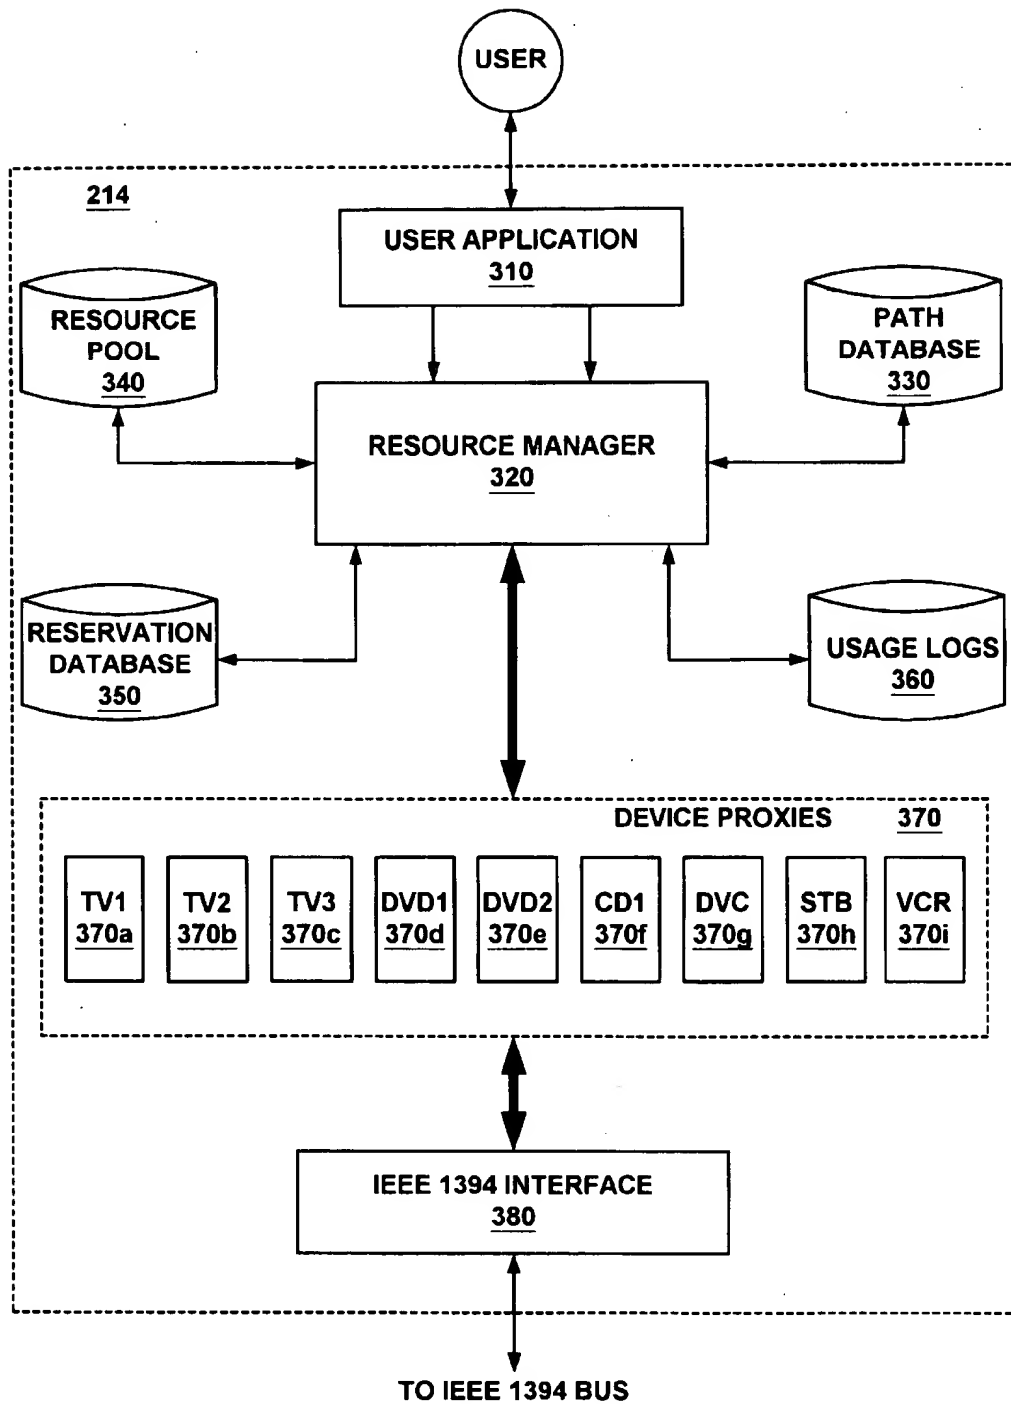 USER
214
USER APPLICATION
310
RESOURCE
POOL
340
PATH
DATABASE
330
RESOURCE MANAGER
320
RESERVATION
DATABASE
350
USAGE LOGS
360
DEVICE PROXIES 370
TV1
370a
TV2
370b
TV3
370c
DVD1
370d
DVD2
370e
CD1
370f
DVC
370g
STB
370h
VCR
370i
IEEE 1394 INTERFACE
380
TO IEEE 1394 BUS